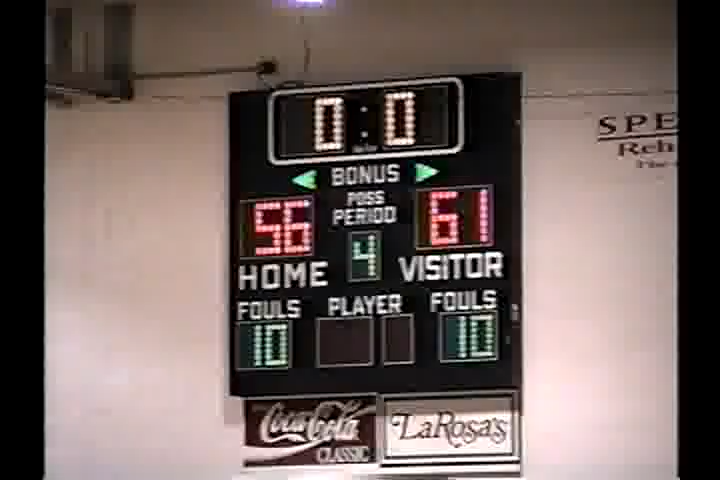 0:0
BONUS
POSS
PERIOD
56
61
4
HOME
VISITOR
FOULS
PLAYER
FOULS
10
10
Coca-Cola
CLASSIC
LaRosa's
SPE
Reh